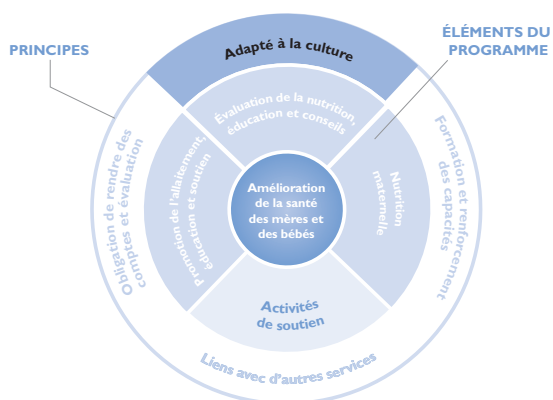 PRINCIPES
ÉLÉMENTS DU
PROGRAMME
Adapté à la culture
Évaluation de la nutrition,
éducation et conseils
Promotion de l'allaitement,
éducation et soutien
Obligation de rendre des
comptes et évaluation
Amélioration
de la santé
des mères et
des bébés
Nutrition
maternelle
Formation et renforcement
des capacités
Activités
de soutien
Liens avec d'autres services